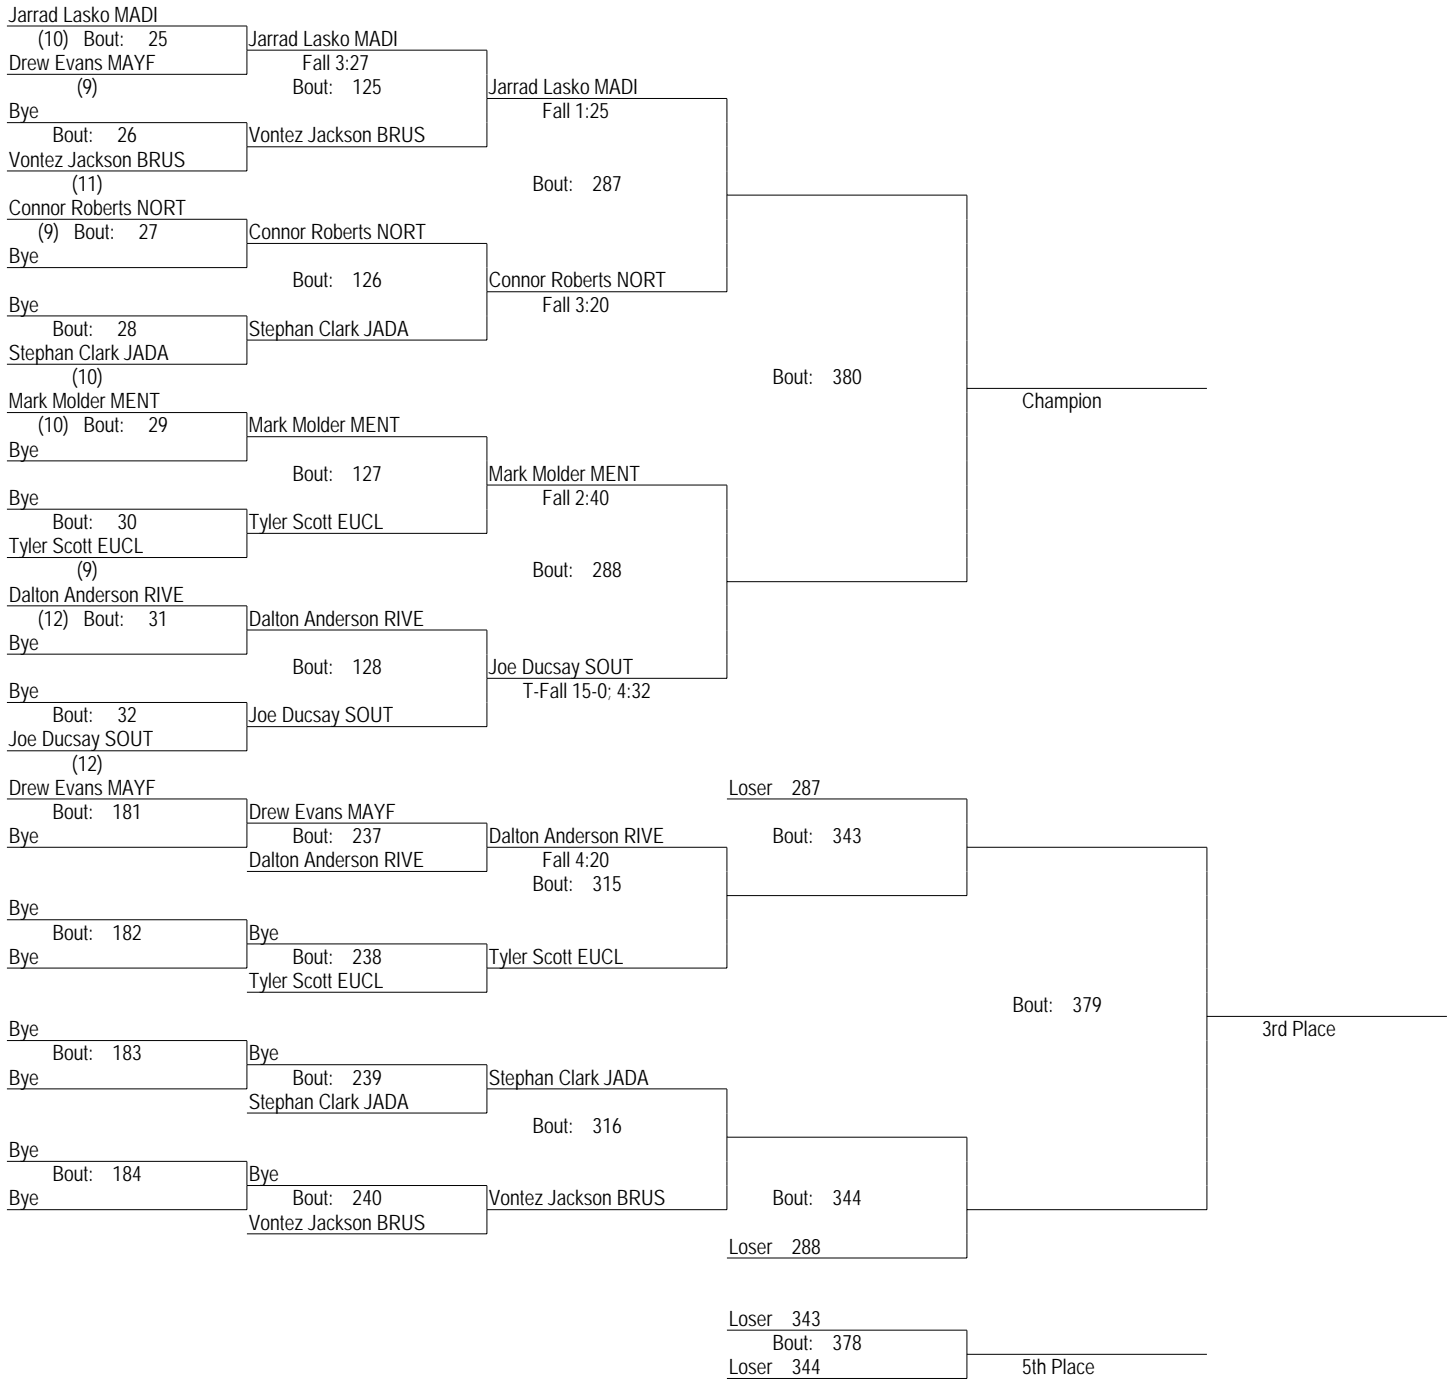 Jarrad Lasko MADI
(10) Bout: 25
Jarrad Lasko MADI
Drew Evans MAYF
Fall 3:27
(9)
Bout: 125
Jarrad Lasko MADI
Bye
Fall 1:25
Bout: 26
Vontez Jackson BRUS
Vontez Jackson BRUS
(11)
Bout: 287
Connor Roberts NORT
(9) Bout: 27
Connor Roberts NORT
Bye
Bout: 126
Connor Roberts NORT
Bye
Fall 3:20
Bout: 28
Stephan Clark JADA
Stephan Clark JADA
(10)
Bout: 380
Mark Molder MENT
Champion
(10) Bout: 29
Mark Molder MENT
Bye
Bout: 127
Mark Molder MENT
Bye
Fall 2:40
Bout: 30
Tyler Scott EUCL
Tyler Scott EUCL
(9)
Bout: 288
Dalton Anderson RIVE
(12) Bout: 31
Dalton Anderson RIVE
Bye
Bout: 128
Joe Ducsay SOUT
Bye
T-Fall 15-0; 4:32
Bout: 32
Joe Ducsay SOUT
Joe Ducsay SOUT
(12)
Drew Evans MAYF
Loser 287
Bout: 181
Drew Evans MAYF
Bye
Bout: 237
Dalton Anderson RIVE
Bout: 343
Dalton Anderson RIVE
Fall 4:20
Bout: 315
Bye
Bout: 182
Bye
Bye
Bout: 238
Tyler Scott EUCL
Tyler Scott EUCL
Bout: 379
Bye
3rd Place
Bout: 183
Bye
Bye
Bout: 239
Stephan Clark JADA
Stephan Clark JADA
Bout: 316
Bye
Bout: 184
Bye
Bye
Bout: 240
Vontez Jackson BRUS
Bout: 344
Vontez Jackson BRUS
Loser 288
Loser 343
Bout: 378
Loser 344
5th Place